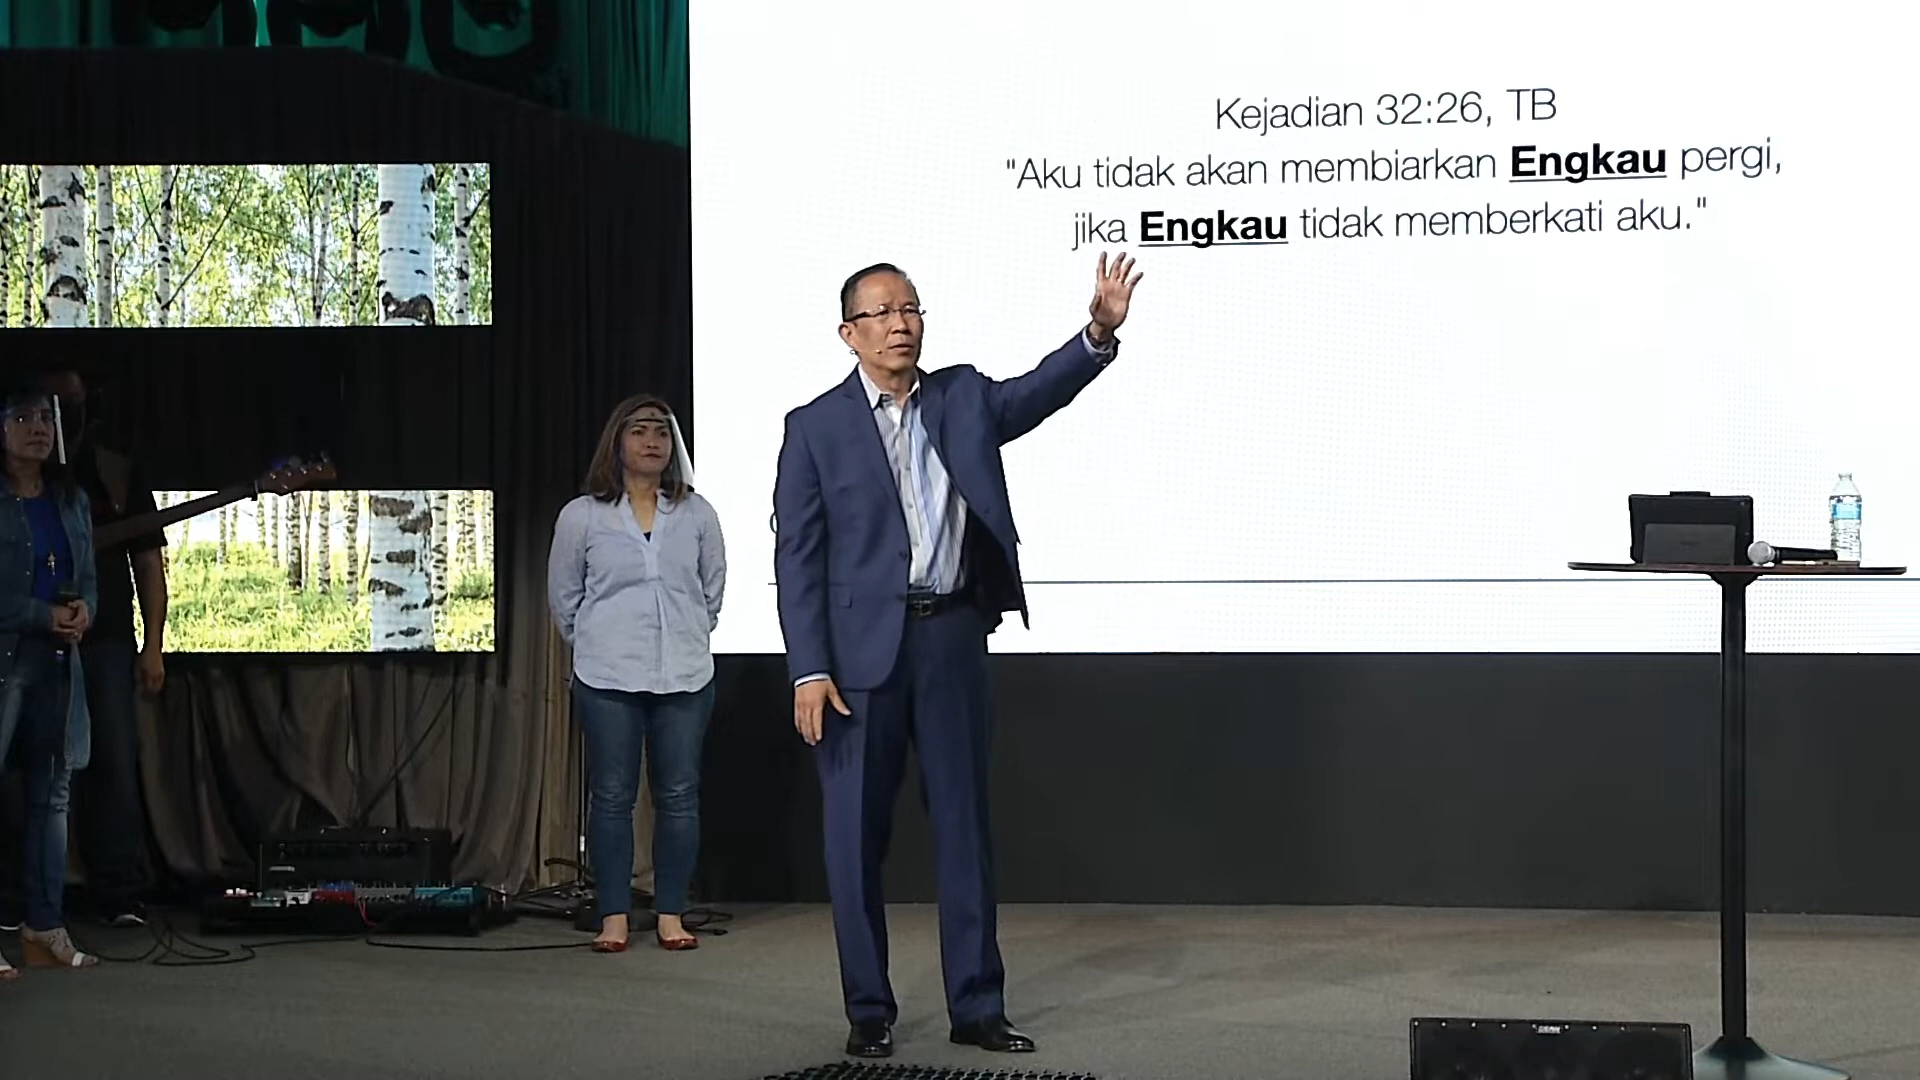 Kejadian 32:26, TB
"Aku tidak akan membiarkan Engkau pergi,
jika Engkau tidak memberkati aku."